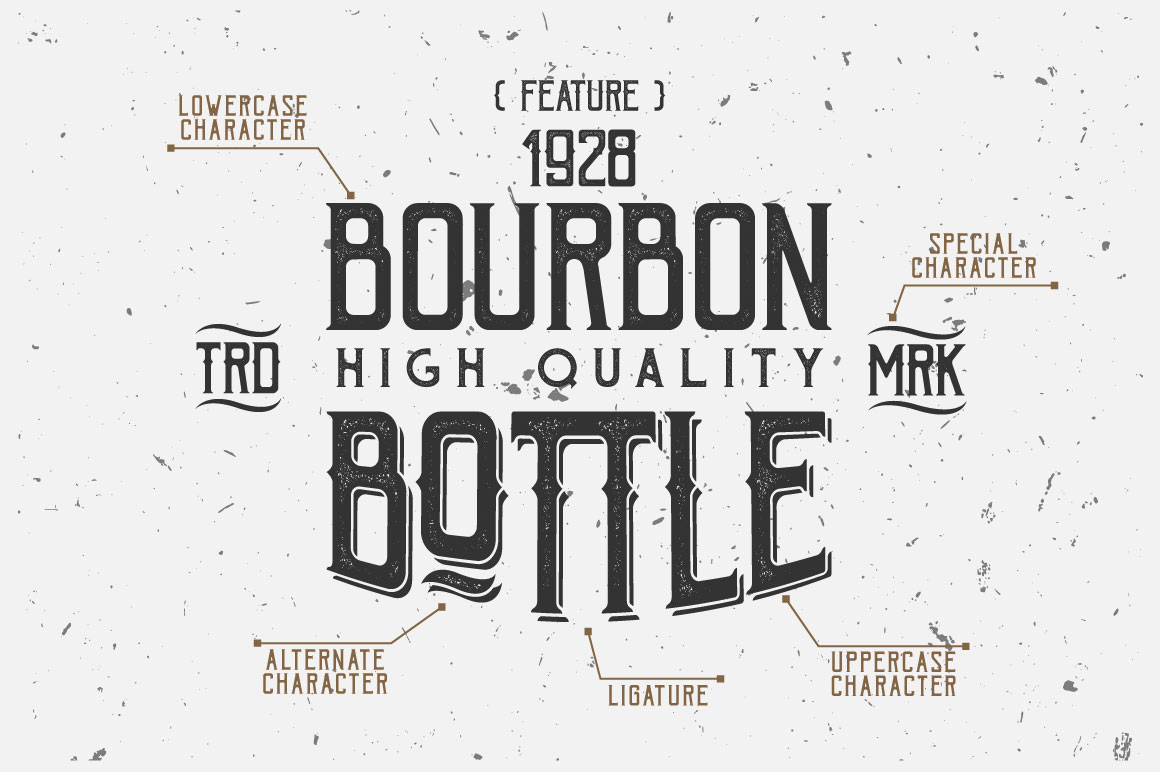 { FEATURE }
LOWERCASE
CHARACTER
1928
BOURBON
SPECIAL
CHARACTER
TRD
HIGH QUALITY
MRK
BOTTLE
ALTERNATE
CHARACTER
LIGATURE
UPPERCASE
CHARACTER